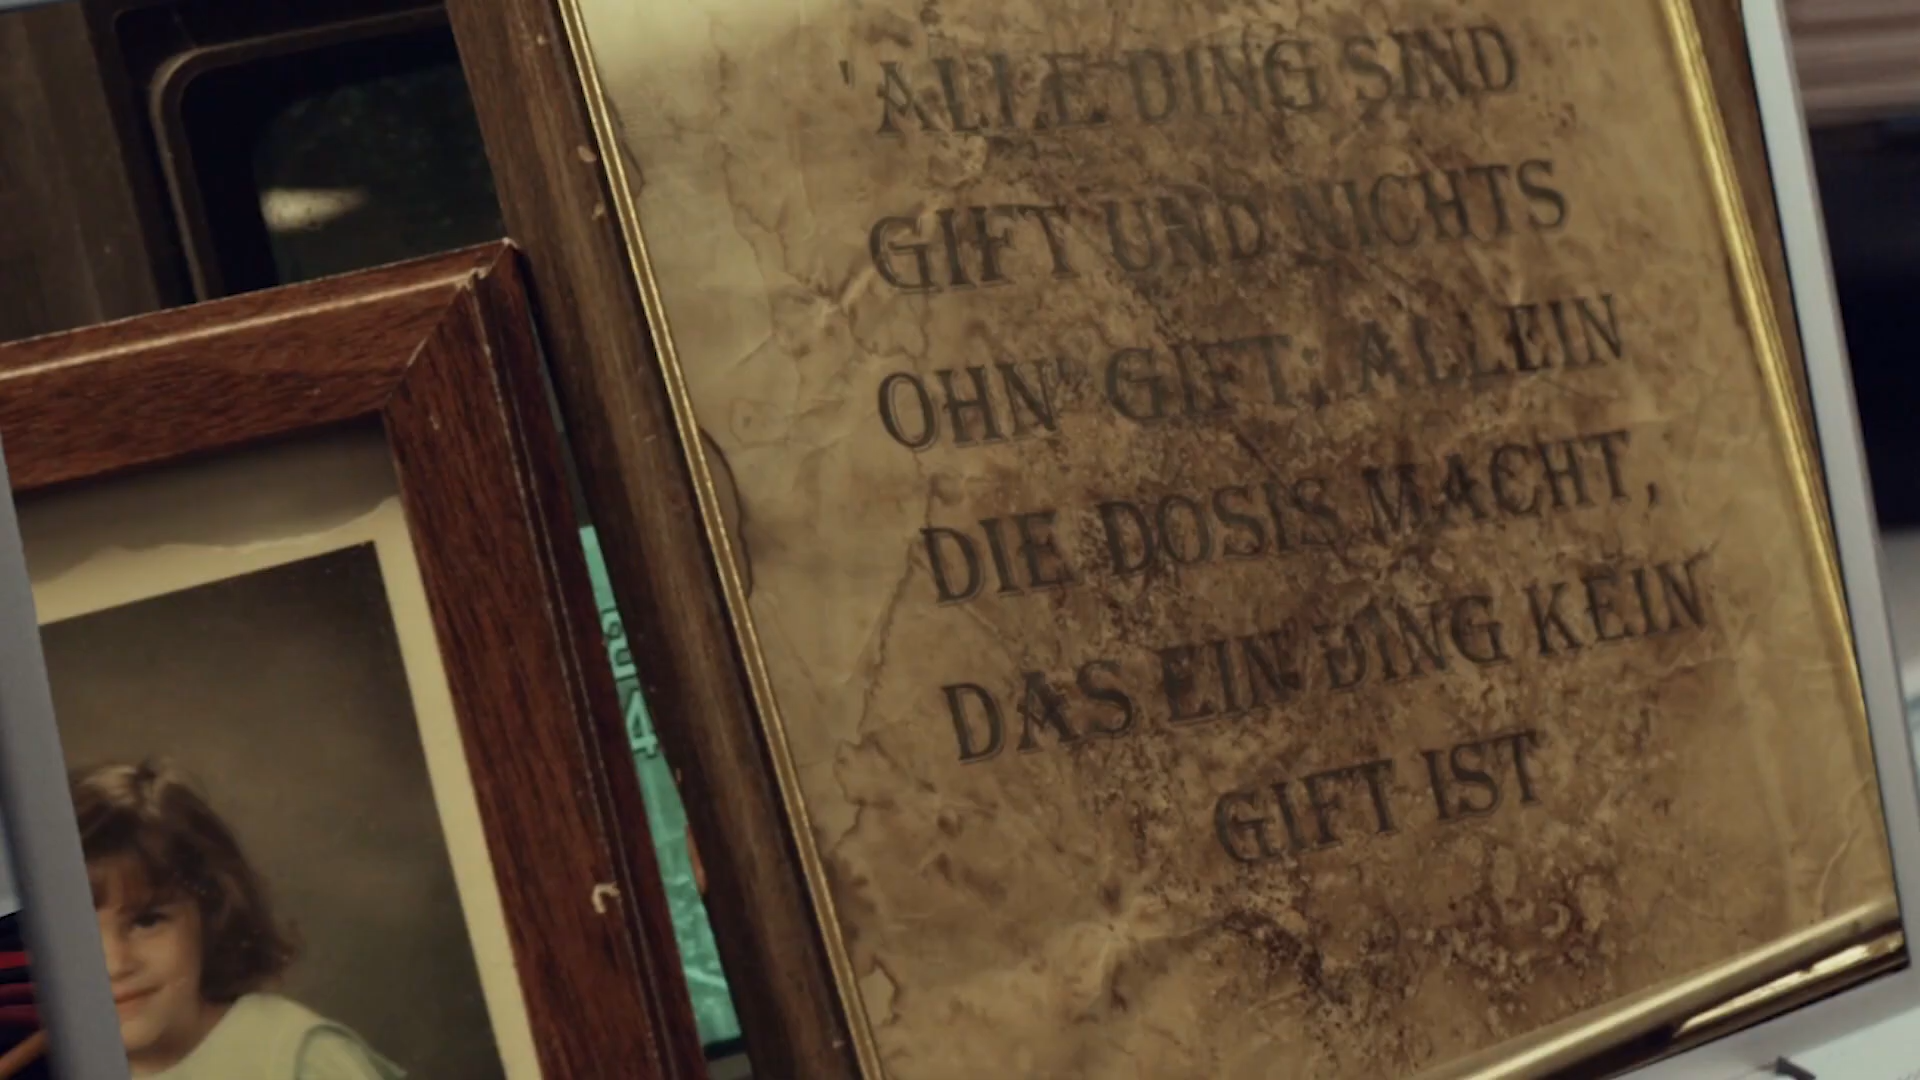 'ALLE DING SIND
GIFT UND NICHTS
OHN' GIFT; ALLEIN
DIE DOSIS MACHT,
DAS EIN DING KEIN
GIFT IST